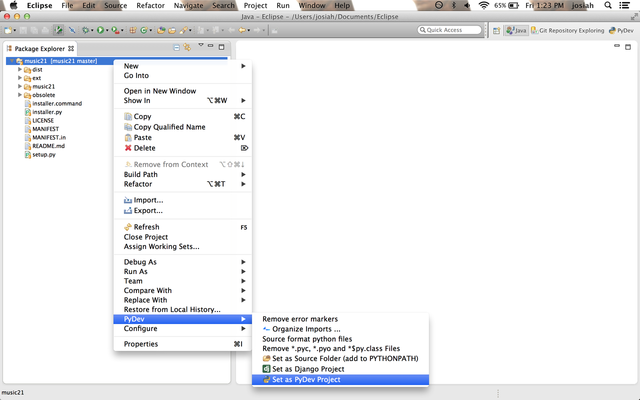 Eclipse File Edit Source Refactor Navigate Search Project Run Window Help 65% Fri 1:23 PM josiah
Java - Eclipse - /Users/josiah/Documents/Eclipse
Quick Access Java Git Repository Exploring PyDev
Package Explorer
music21 [music21 master]
dist
ext
music21
obsolete
installer.command
installer.py
LICENSE
MANIFEST
MANIFEST.in
README.md
setup.py
New
Go Into
Open in New Window
Show In ⌥⌘W
Copy ⌘C
Copy Qualified Name
Paste ⌘V
Delete ⌦
Remove from Context ⌥⇧⌘↓
Build Path
Refactor ⌥⌘T
Import...
Export...
Refresh F5
Close Project
Assign Working Sets...
Debug As
Run As
Team
Compare With
Replace With
Restore from Local History...
PyDev
Configure
Properties ⌘I
Remove error markers
Organize Imports ...
Source format python files
Remove *.pyc, *.pyo and *$py.class Files
Set as Source Folder (add to PYTHONPATH)
Set as Django Project
Set as PyDev Project
music21